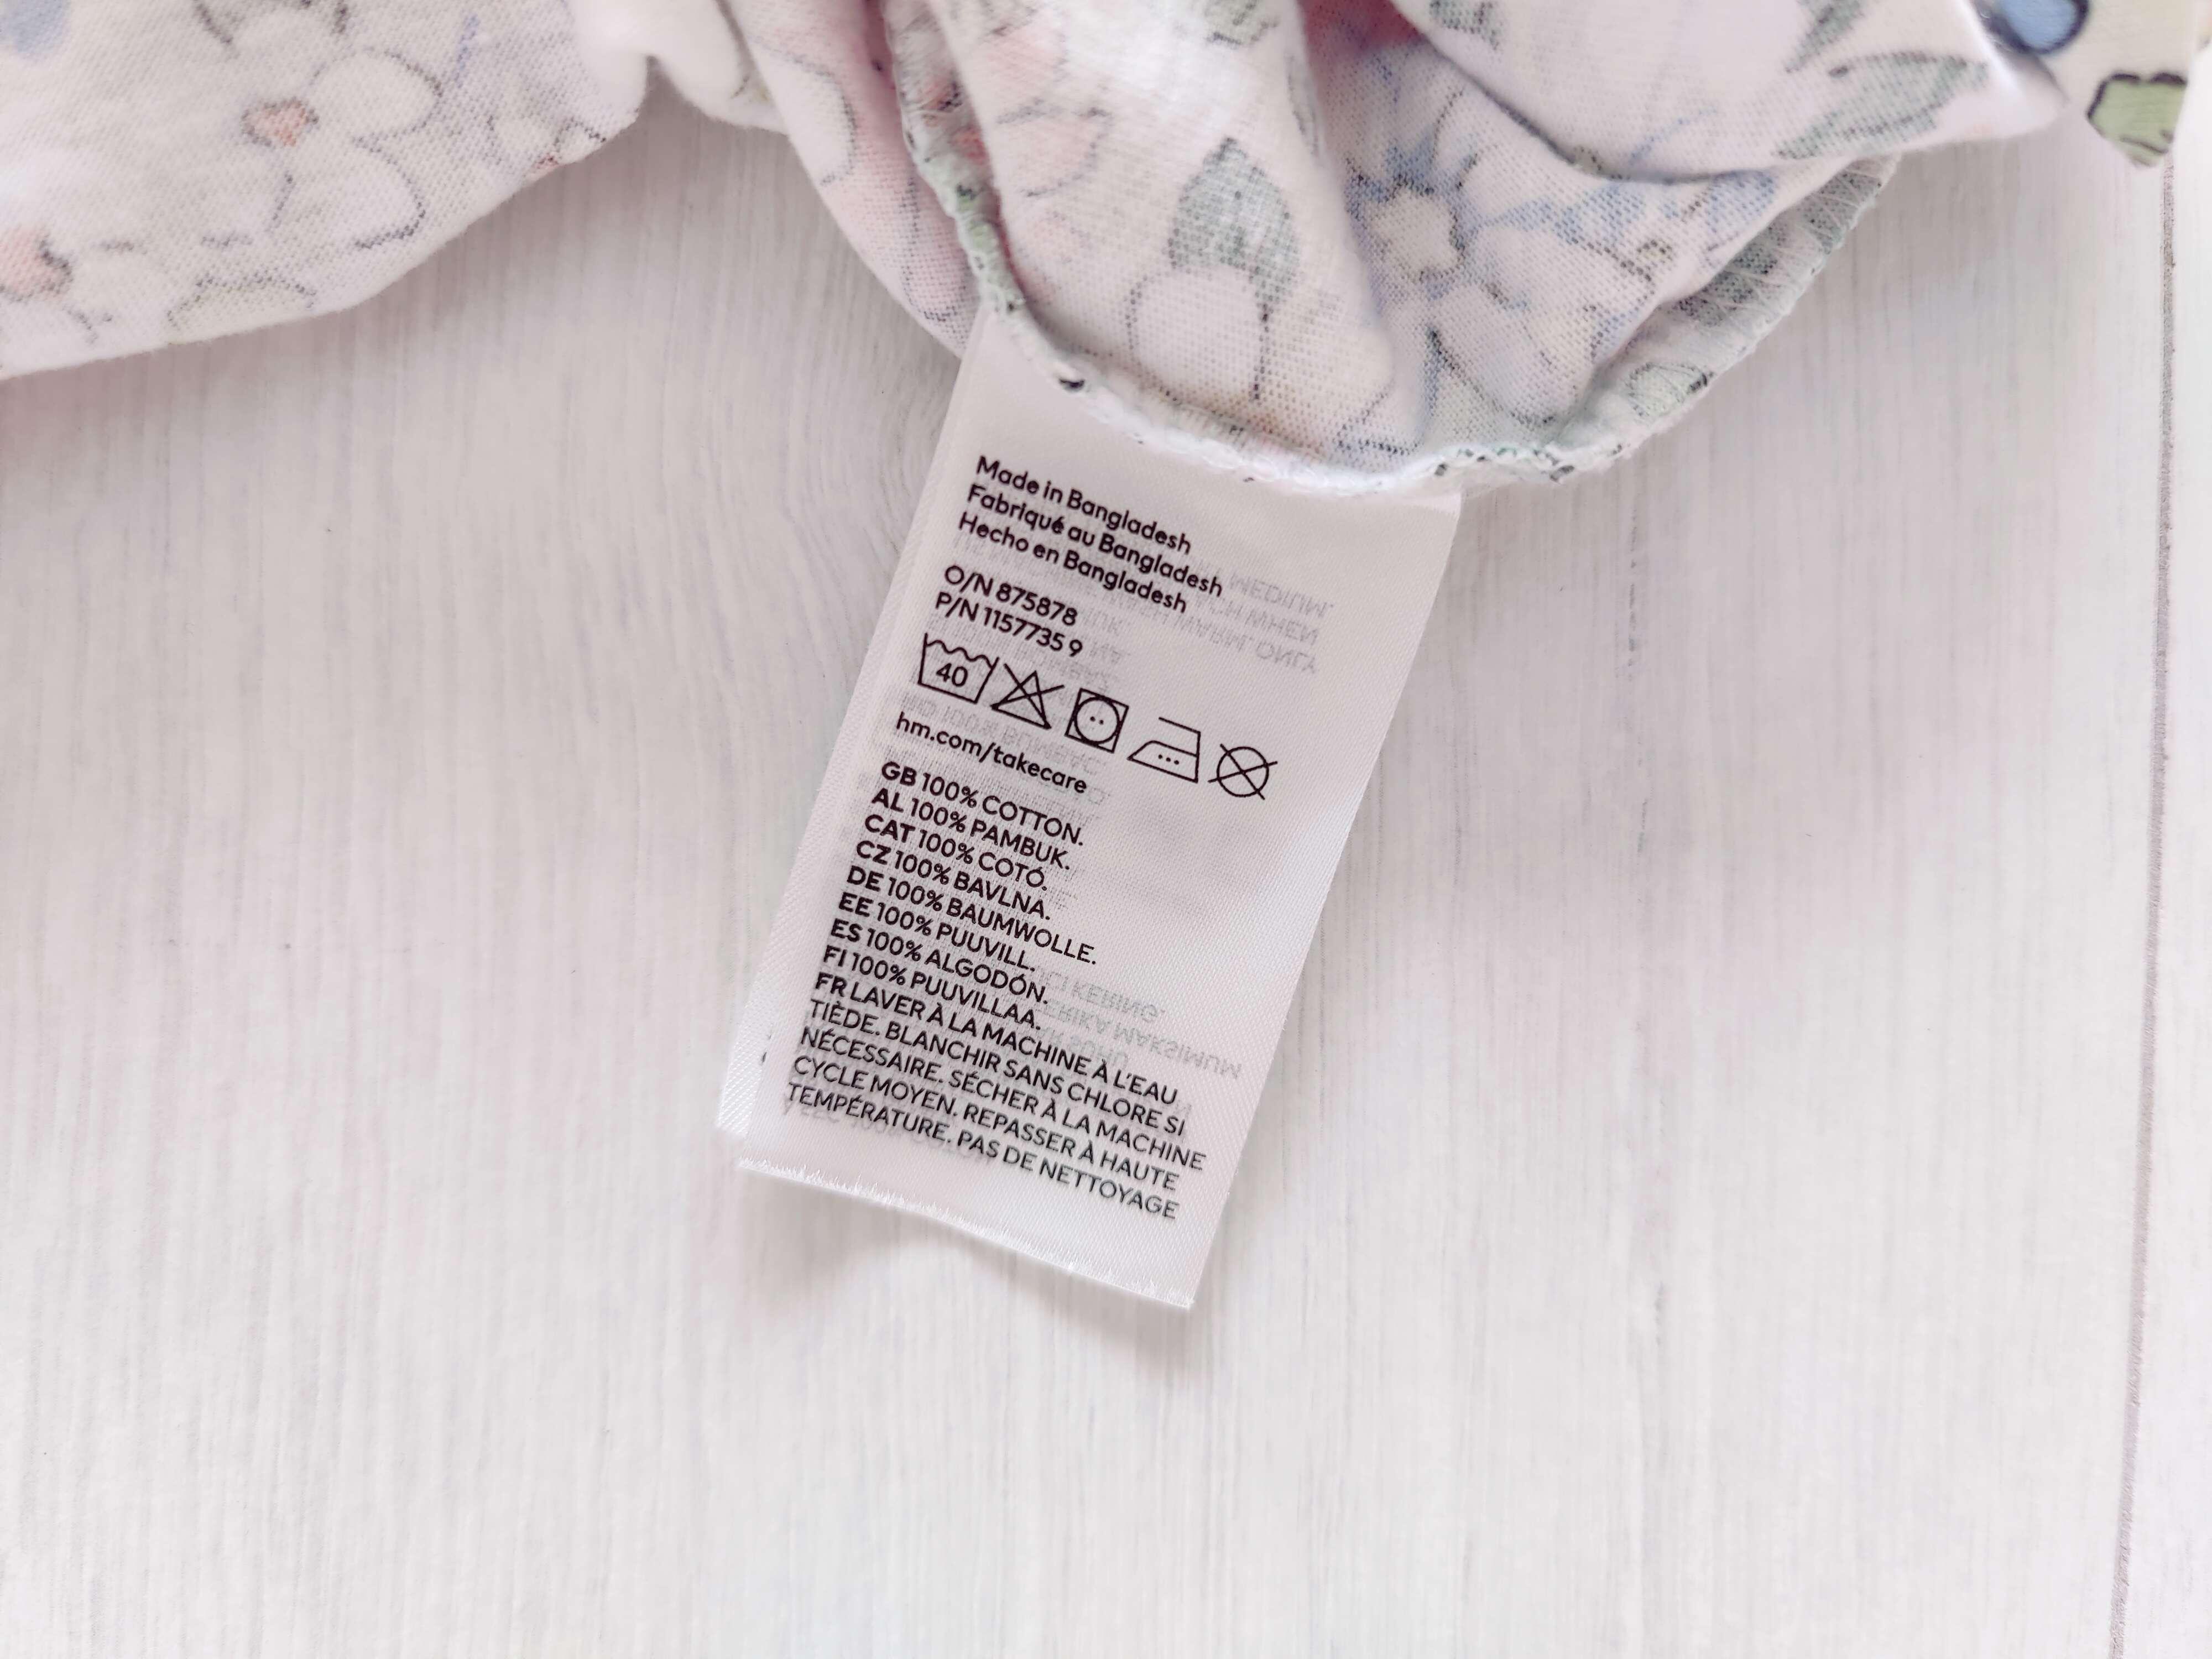 Made in Bangladesh
Fabriqué au Bangladesh
Hecho en Bangladesh
O/N 875878
P/N 1157735 9
40
hm.com/takecare
GB 100% COTTON.
AL 100% PAMBUK.
CAT 100% COTÓ.
CZ 100% BAVLNA.
DE 100% BAUMWOLLE.
EE 100% PUUVILL.
ES 100% ALGODÓN.
FI 100% PUUVILLAA.
FR LAVER À LA MACHINE À L'EAU
TIÈDE. BLANCHIR SANS CHLORE SI
NÉCESSAIRE. SÉCHER À LA MACHINE
CYCLE MOYEN. REPASSER À HAUTE
TEMPÉRATURE. PAS DE NETTOYAGE